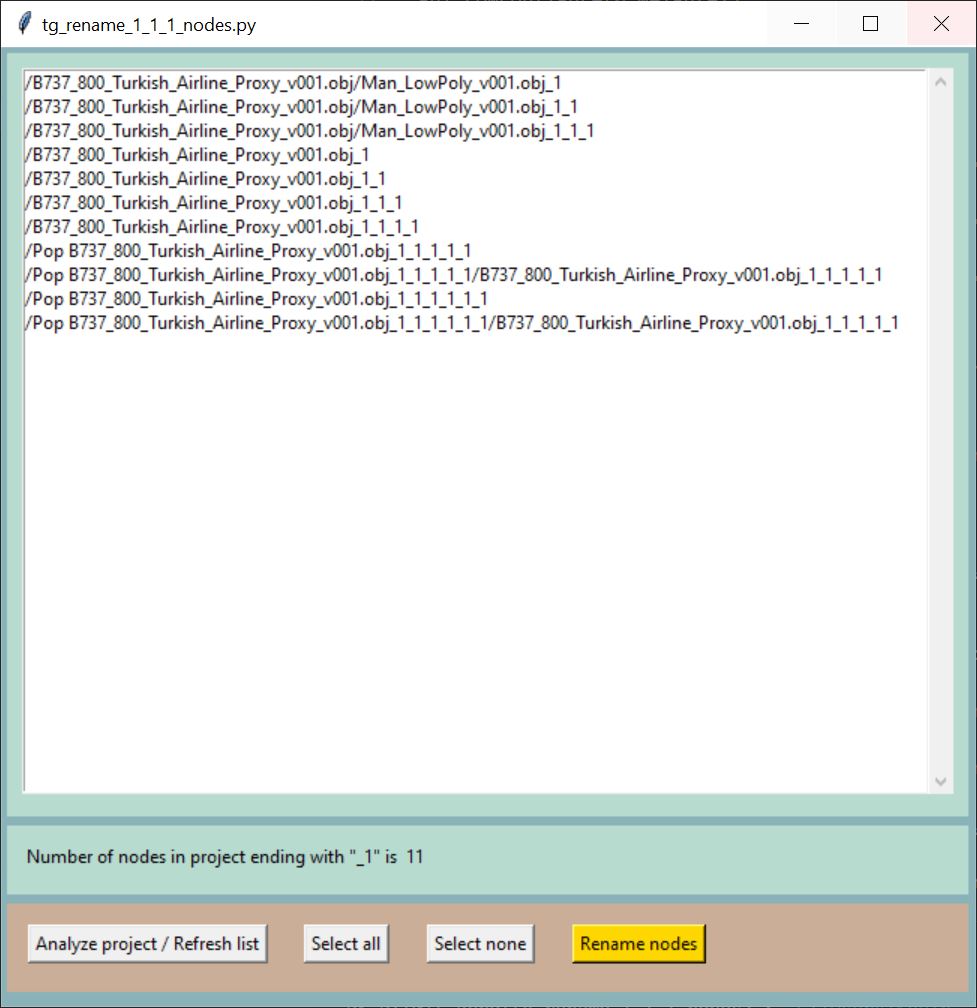 tg_rename_1_1_1_nodes.py
/B737_800_Turkish_Airline_Proxy_v001.obj/Man_LowPoly_v001.obj_1
/B737_800_Turkish_Airline_Proxy_v001.obj/Man_LowPoly_v001.obj_1_1
/B737_800_Turkish_Airline_Proxy_v001.obj/Man_LowPoly_v001.obj_1_1_1
/B737_800_Turkish_Airline_Proxy_v001.obj_1
/B737_800_Turkish_Airline_Proxy_v001.obj_1_1
/B737_800_Turkish_Airline_Proxy_v001.obj_1_1_1
/B737_800_Turkish_Airline_Proxy_v001.obj_1_1_1_1
/Pop B737_800_Turkish_Airline_Proxy_v001.obj_1_1_1_1_1
/Pop B737_800_Turkish_Airline_Proxy_v001.obj_1_1_1_1_1/B737_800_Turkish_Airline_Proxy_v001.obj_1_1_1_1_1
/Pop B737_800_Turkish_Airline_Proxy_v001.obj_1_1_1_1_1_1
/Pop B737_800_Turkish_Airline_Proxy_v001.obj_1_1_1_1_1_1/B737_800_Turkish_Airline_Proxy_v001.obj_1_1_1_1_1
Number of nodes in project ending with "_1" is  11
Analyze project / Refresh list Select all Select none Rename nodes